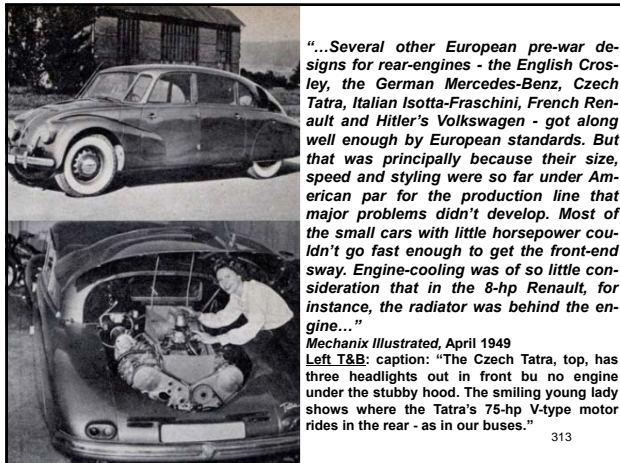 “…Several other European pre-war de-
signs for rear-engines - the English Cros-
ley, the German Mercedes-Benz, Czech
Tatra, Italian Isotta-Fraschini, French Ren-
ault and Hitler’s Volkswagen - got along
well enough by European standards. But
that was principally because their size,
speed and styling were so far under Am-
erican par for the production line that
major problems didn’t develop. Most of
the small cars with little horsepower cou-
ldn’t go fast enough to get the front-end
sway. Engine-cooling was of so little con-
sideration that in the 8-hp Renault, for
instance, the radiator was behind the en-
gine…”
Mechanix Illustrated, April 1949
Left T&B: caption: “The Czech Tatra, top, has
three headlights out in front bu no engine
under the stubby hood. The smiling young lady
shows where the Tatra’s 75-hp V-type motor
rides in the rear - as in our buses.”
313